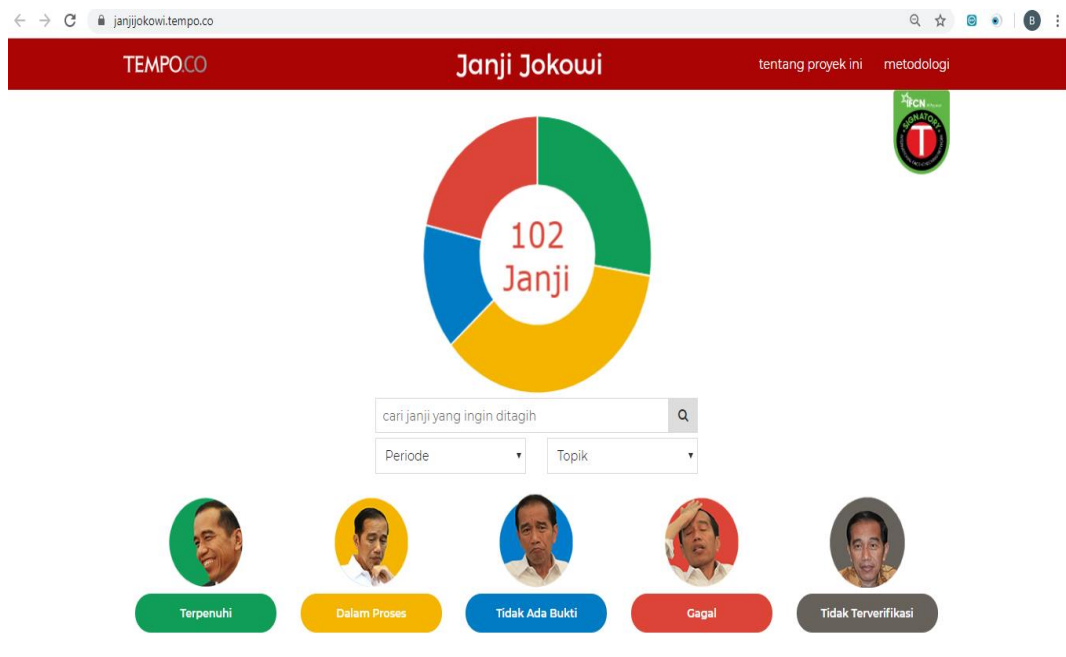 janjijokowi.tempo.co
B
TEMPO.CO
Janji Jokowi
tentang proyek ini
metodologi
IFCN
SIGNATORY
T
102
Janji
cari janji yang ingin ditagih
Periode
Topik
Terpenuhi
Dalam Proses
Tidak Ada Bukti
Gagal
Tidak Terverifikasi